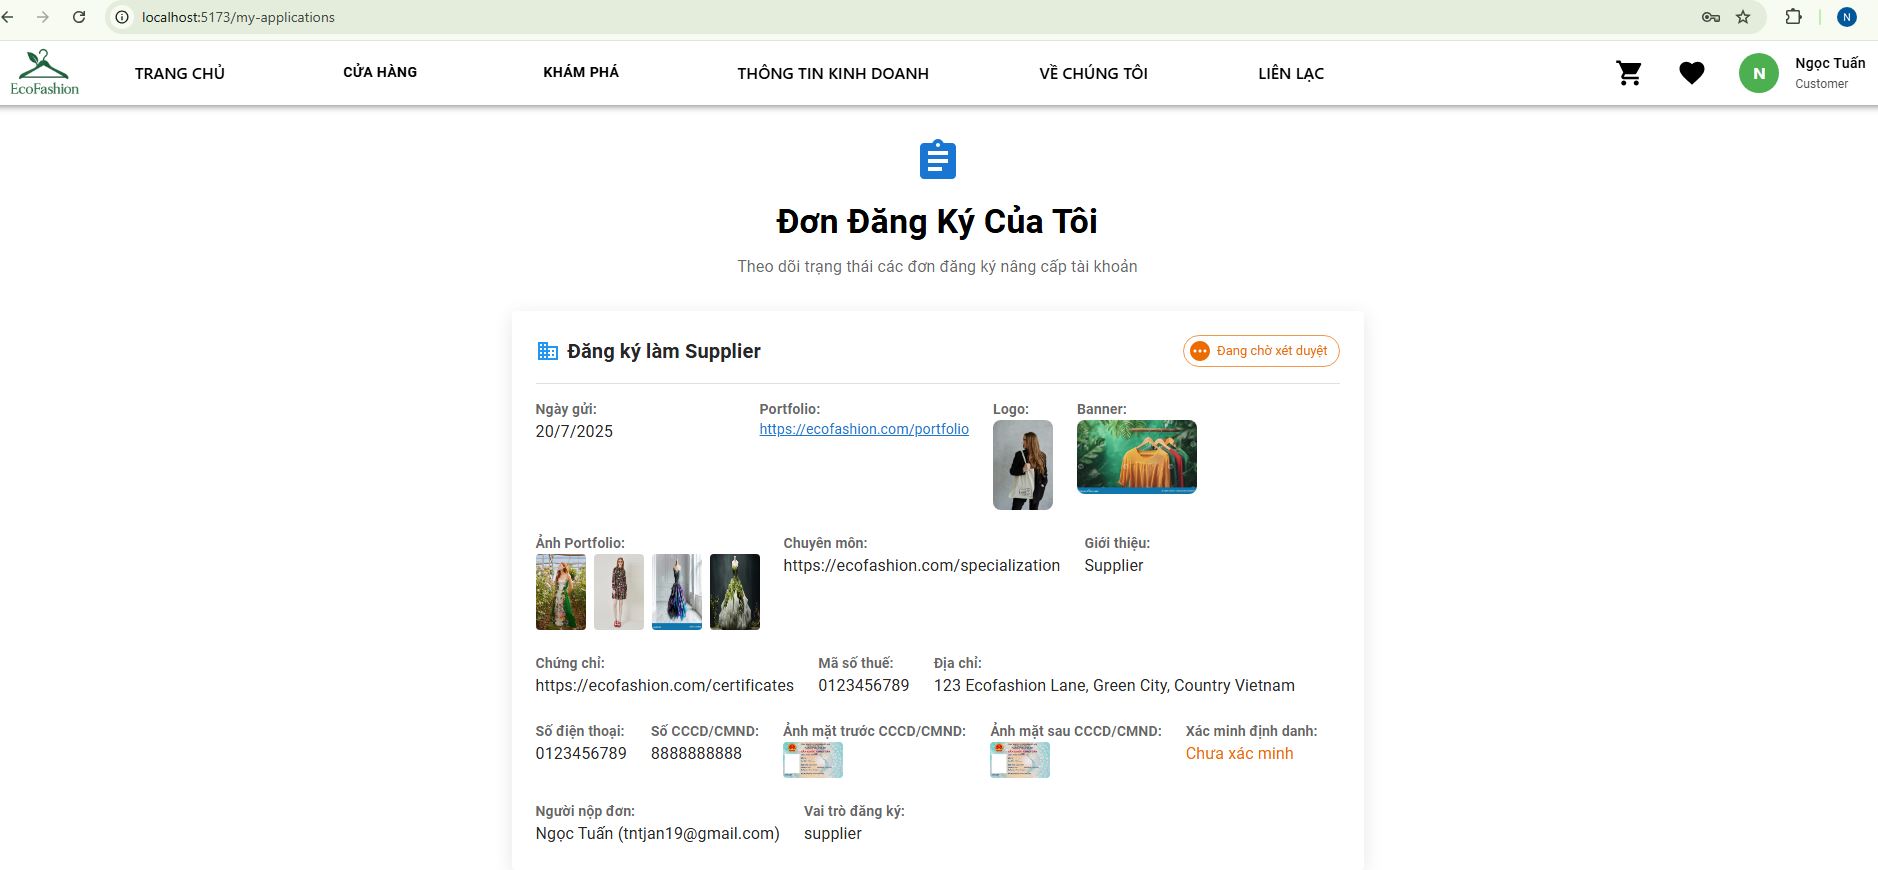 localhost:5173/my-applications
N
EcoFashion
TRANG CHỦ
CỬA HÀNG
KHÁM PHÁ
THÔNG TIN KINH DOANH
VỀ CHÚNG TÔI
LIÊN LẠC
N
Ngọc Tuấn
Customer
Đơn Đăng Ký Của Tôi
Theo dõi trạng thái các đơn đăng ký nâng cấp tài khoản
Đăng ký làm Supplier
Đang chờ xét duyệt
Ngày gửi:
20/7/2025
Portfolio:
https://ecofashion.com/portfolio
Logo:
Banner:
Ảnh Portfolio:
Chuyên môn:
https://ecofashion.com/specialization
Giới thiệu:
Supplier
Chứng chỉ:
https://ecofashion.com/certificates
Mã số thuế:
0123456789
Địa chỉ:
123 Ecofashion Lane, Green City, Country Vietnam
Số điện thoại:
0123456789
Số CCCD/CMND:
8888888888
Ảnh mặt trước CCCD/CMND:
Ảnh mặt sau CCCD/CMND:
Xác minh định danh:
Chưa xác minh
Người nộp đơn:
Ngọc Tuấn (tntjan19@gmail.com)
Vai trò đăng ký:
supplier